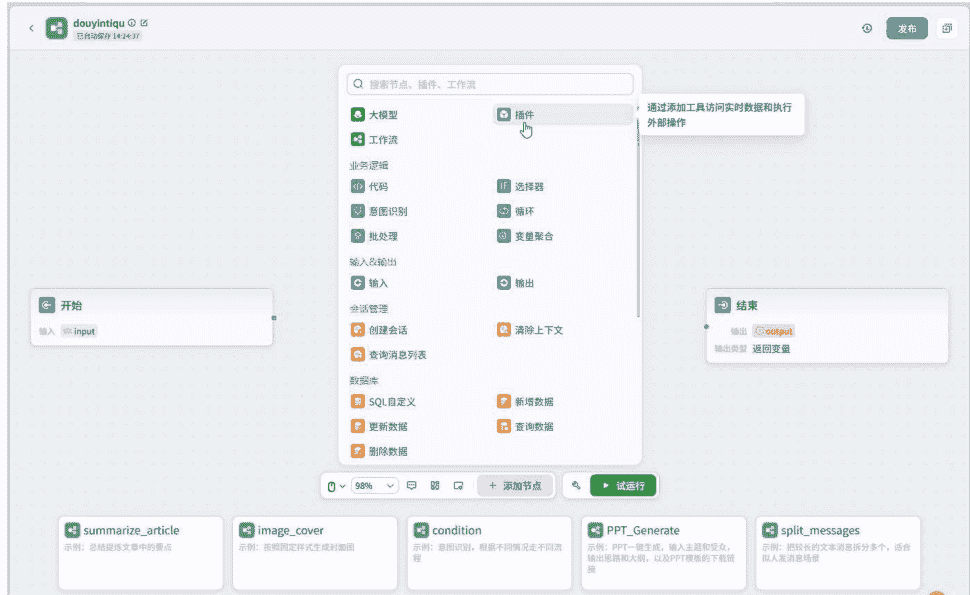 douyintiqu
已自动保存 14:24:37
发布
搜索节点、插件、工作流
大模型
插件
通过添加工具访问实时数据和执行
外部操作
工作流
业务逻辑
代码
选择器
意图识别
循环
批处理
变量聚合
输入&输出
输入
输出
会话管理
创建会话
清除上下文
查询消息列表
数据库
SQL自定义
新增数据
更新数据
查询数据
删除数据
开始
输入 input
结束
输出 output
输出类型 返回变量
98%
添加节点
试运行
summarize_article
示例：总结提炼文章中的要点
image_cover
示例：按照固定样式生成封面图
condition
示例：意图识别，根据不同情况走不同流
程
PPT_Generate
示例：PPT一键生成，输入主题和受众，
输出思路和大纲，以及PPT模板的下载链
接
split_messages
示例：把较长的文本消息拆分多个，适合
拟人发消息场景